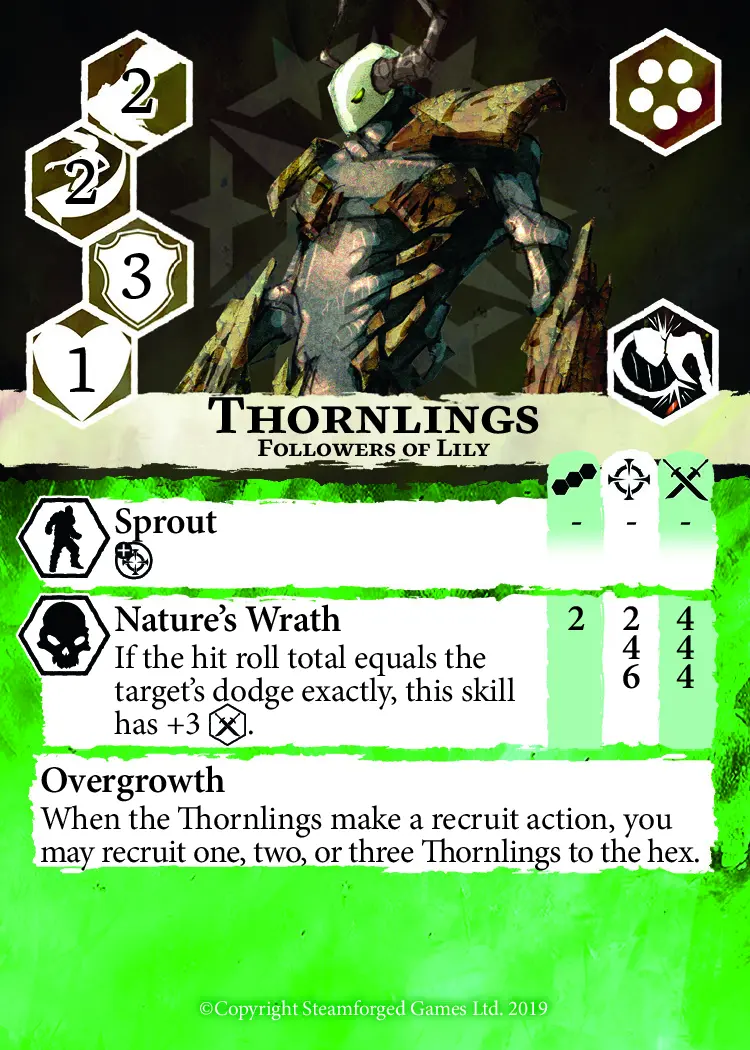 2
2
3
1
Thornlings
Followers of Lily
Sprout
- - -
Nature's Wrath
2 2 4
4 4
6 4
If the hit roll total equals the
target's dodge exactly, this skill
has +3 .
Overgrowth
When the Thornlings make a recruit action, you
may recruit one, two, or three Thornlings to the hex.
©Copyright Steamforged Games Ltd. 2019